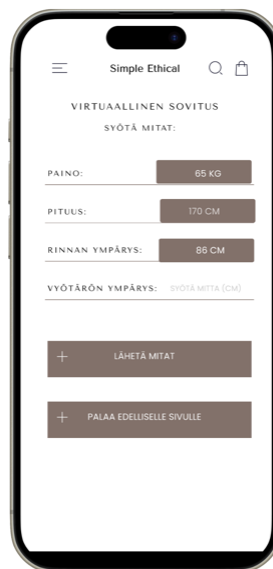 Simple Ethical
VIRTUAALLINEN SOVITUS
SYÖTÄ MITAT:
PAINO: 65 KG
PITUUS: 170 CM
RINNAN YMPÄRYS: 86 CM
VYÖTÄRÖN YMPÄRYS: SYÖTÄ MITTA (CM)
LÄHETÄ MITAT
PALAA EDELLISELLE SIVULLE